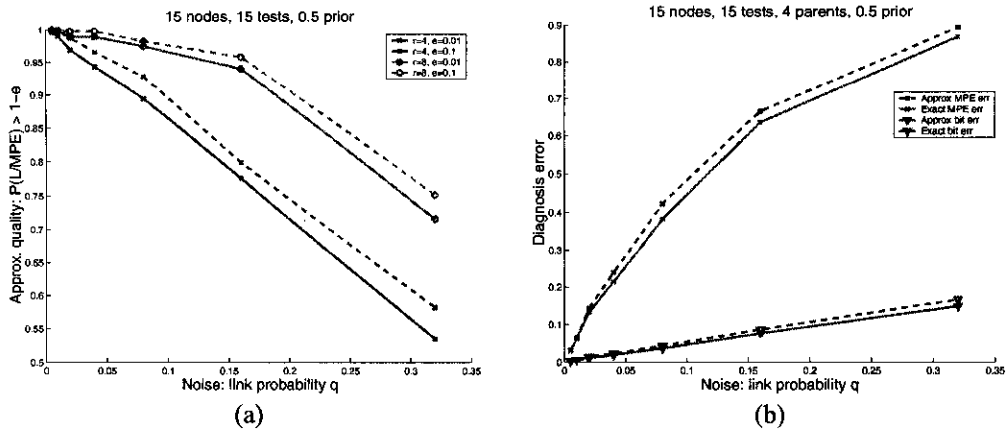 15 nodes, 15 tests, 0.5 prior
Approx. quality: P(L/MPE) > 1-e
1
0.95
0.9
0.85
0.8
0.75
0.7
0.65
0.6
0.55
0.5
r=4, e=0.01
r=4, e=0.1
r=8, e=0.01
r=8, e=0.1
0
0.05
0.1
0.15
0.2
0.25
0.3
0.35
Noise: link probability q
(a)
15 nodes, 15 tests, 4 parents, 0.5 prior
Diagnosis error
0.9
0.8
0.7
0.6
0.5
0.4
0.3
0.2
0.1
0
Approx MPE err
Exact MPE err
Approx bit err
Exact bit err
0
0.05
0.1
0.15
0.2
0.25
0.3
0.35
Noise: link probability q
(b)